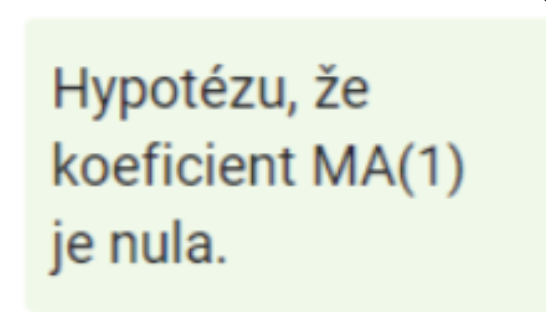 Hypotézu, že
koeficient MA(1)
je nula.